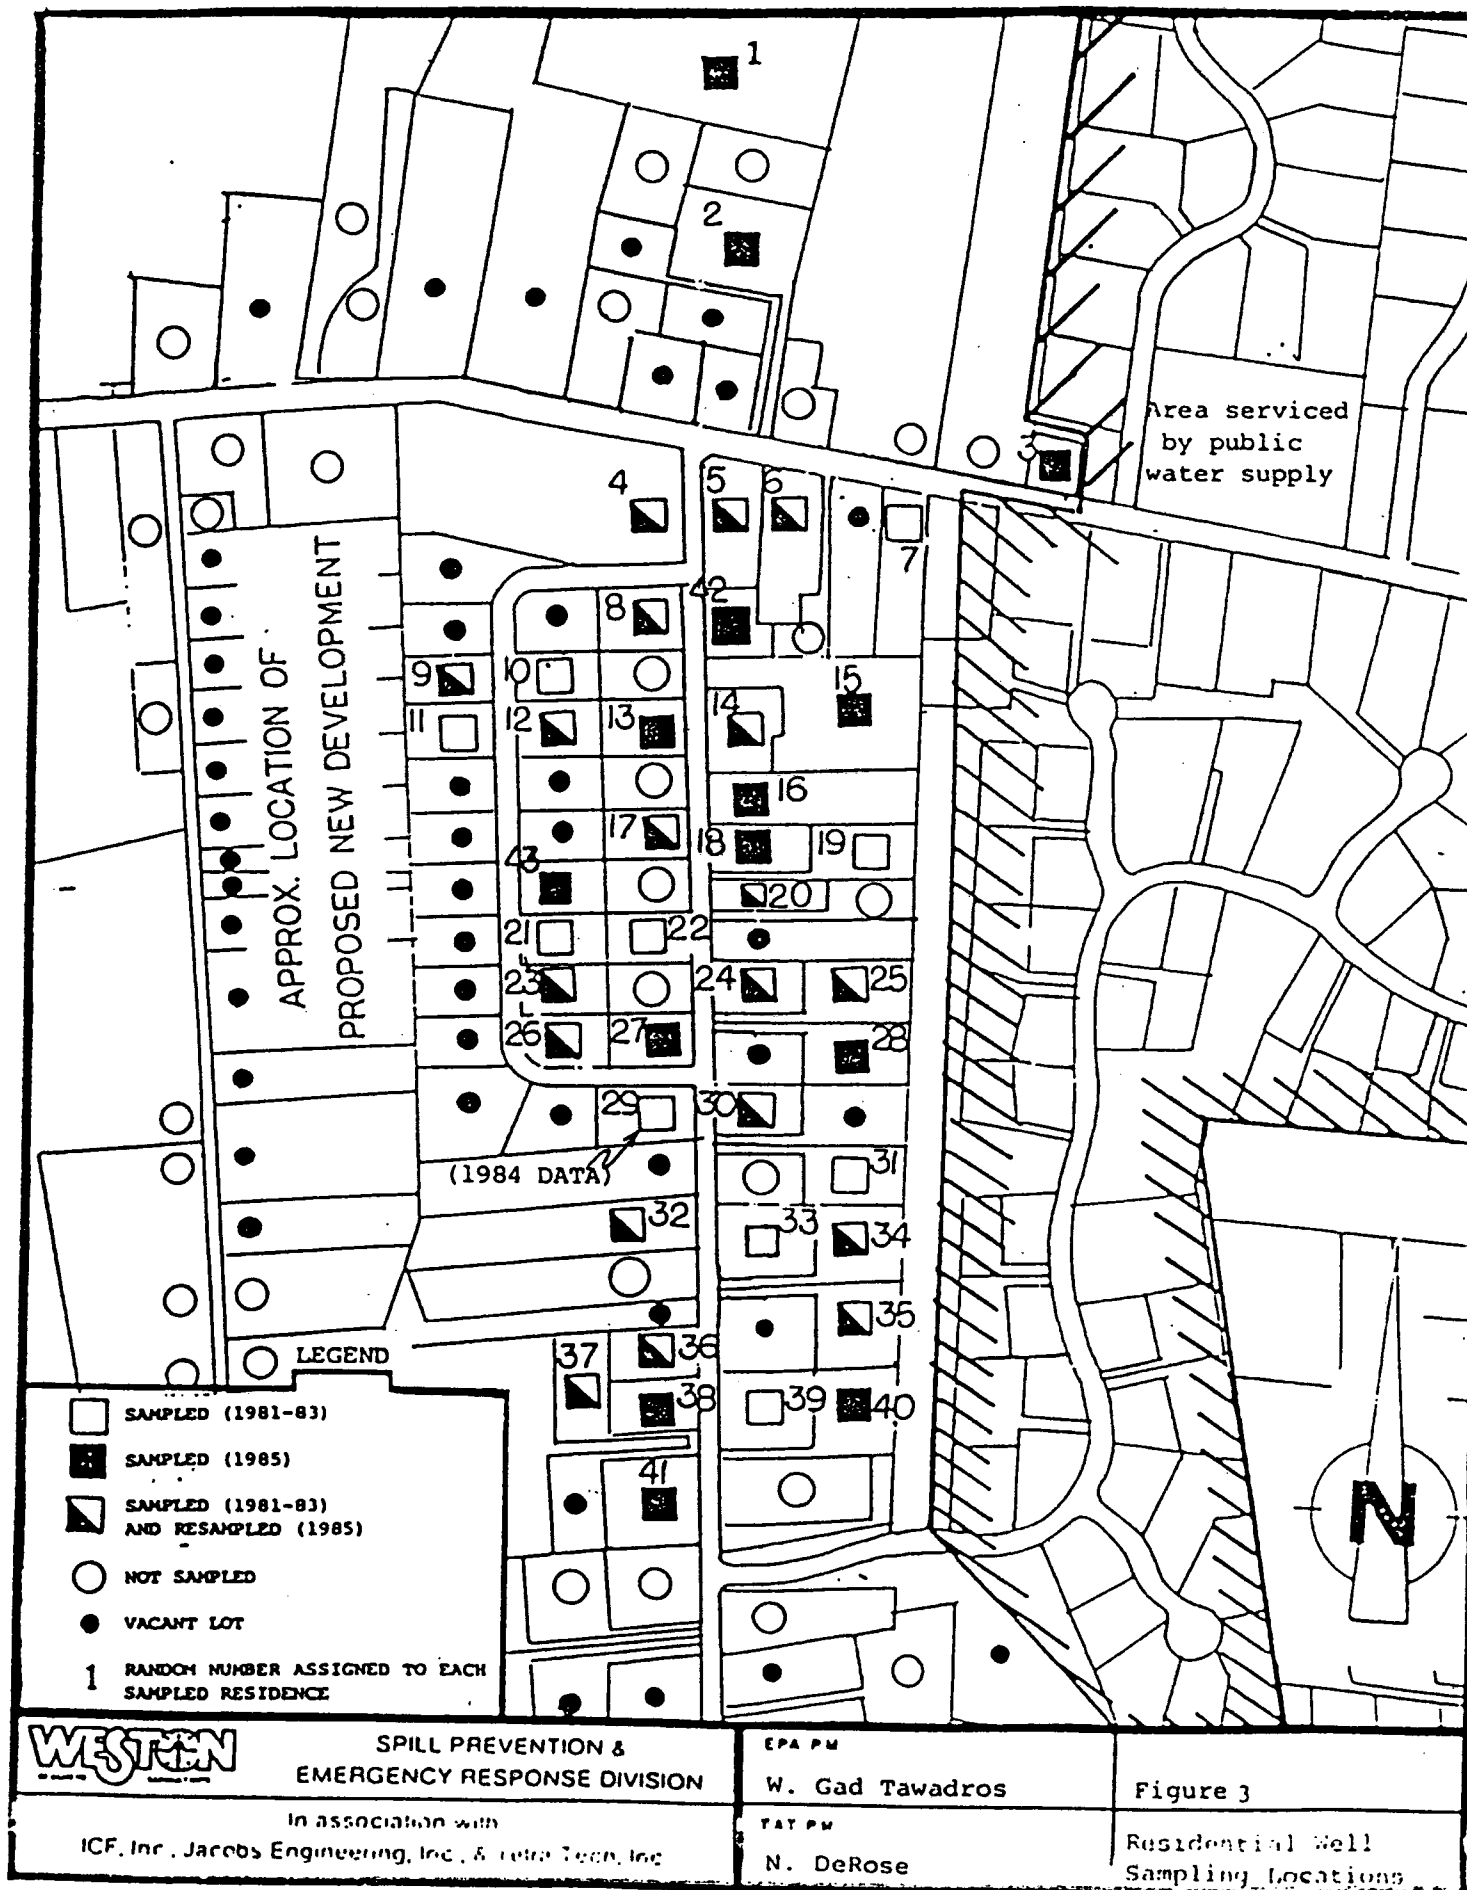 1
2
3
Area serviced
by public
water supply
4
5
6
7
42
8
9
10
11
12
13
14
15
16
17
18
19
43
20
21
22
23
24
25
26
27
28
29
30
(1984 DATA)
31
32
33
34
35
36
37
38
39
40
41
APPROX. LOCATION OF
PROPOSED NEW DEVELOPMENT
N
LEGEND
SAMPLED (1981-83)
SAMPLED (1985)
SAMPLED (1981-83)
AND RESAMPLED (1985)
NOT SAMPLED
VACANT LOT
1 RANDOM NUMBER ASSIGNED TO EACH
SAMPLED RESIDENCE
WESTON
SPILL PREVENTION &
EMERGENCY RESPONSE DIVISION
In association with
ICF, Inc., Jacobs Engineering, Inc., & Tetra Tech, Inc
EPA PM
W. Gad Tawadros
TAT PM
N. DeRose
Figure 3
Residential Well
Sampling Locations